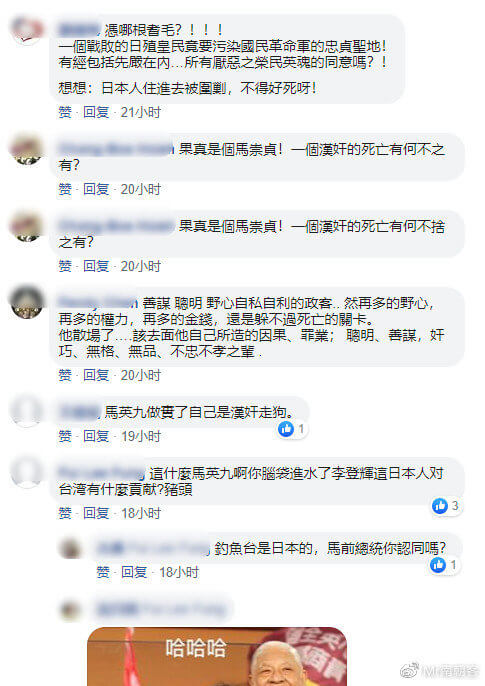 憑哪根耆毛？！！！
一個戰敗的日殖皇民竟要污染國民革命軍的忠貞聖地！
有經包括先嚴在內…所有厭惡之榮民英魂的同意嗎？！
想想：日本人住進去被圍剿，不得好死呀！
赞 · 回复 · 21小时
果真是個馬崇貞！一個漢奸的死亡有何不之
有？
赞 · 回复 · 20小时
果真是個馬崇貞！一個漢奸的死亡有何不捨
之有？
赞 · 回复 · 20小时
善謀 聰明 野心自私自利的政客.. 然再多的野心，
再多的權力，再多的金錢，還是躲不過死亡的關卡。
他散場了....該去面他自己所造的因果、罪業； 聰明、善謀，奸
巧、無格、無品、不忠不孝之輩 .
赞 · 回复 · 20小时
馬英九做實了自己是漢奸走狗。
1
赞 · 回复 · 19小时
這什麼馬英九啊你腦袋進水了李登輝這日本人对
台湾有什麼貢献?豬頭
3
赞 · 回复 · 18小时
釣魚台是日本的，馬前總統你認同嗎？
1
赞 · 回复 · 18小时
哈哈哈
@Mr南朝客